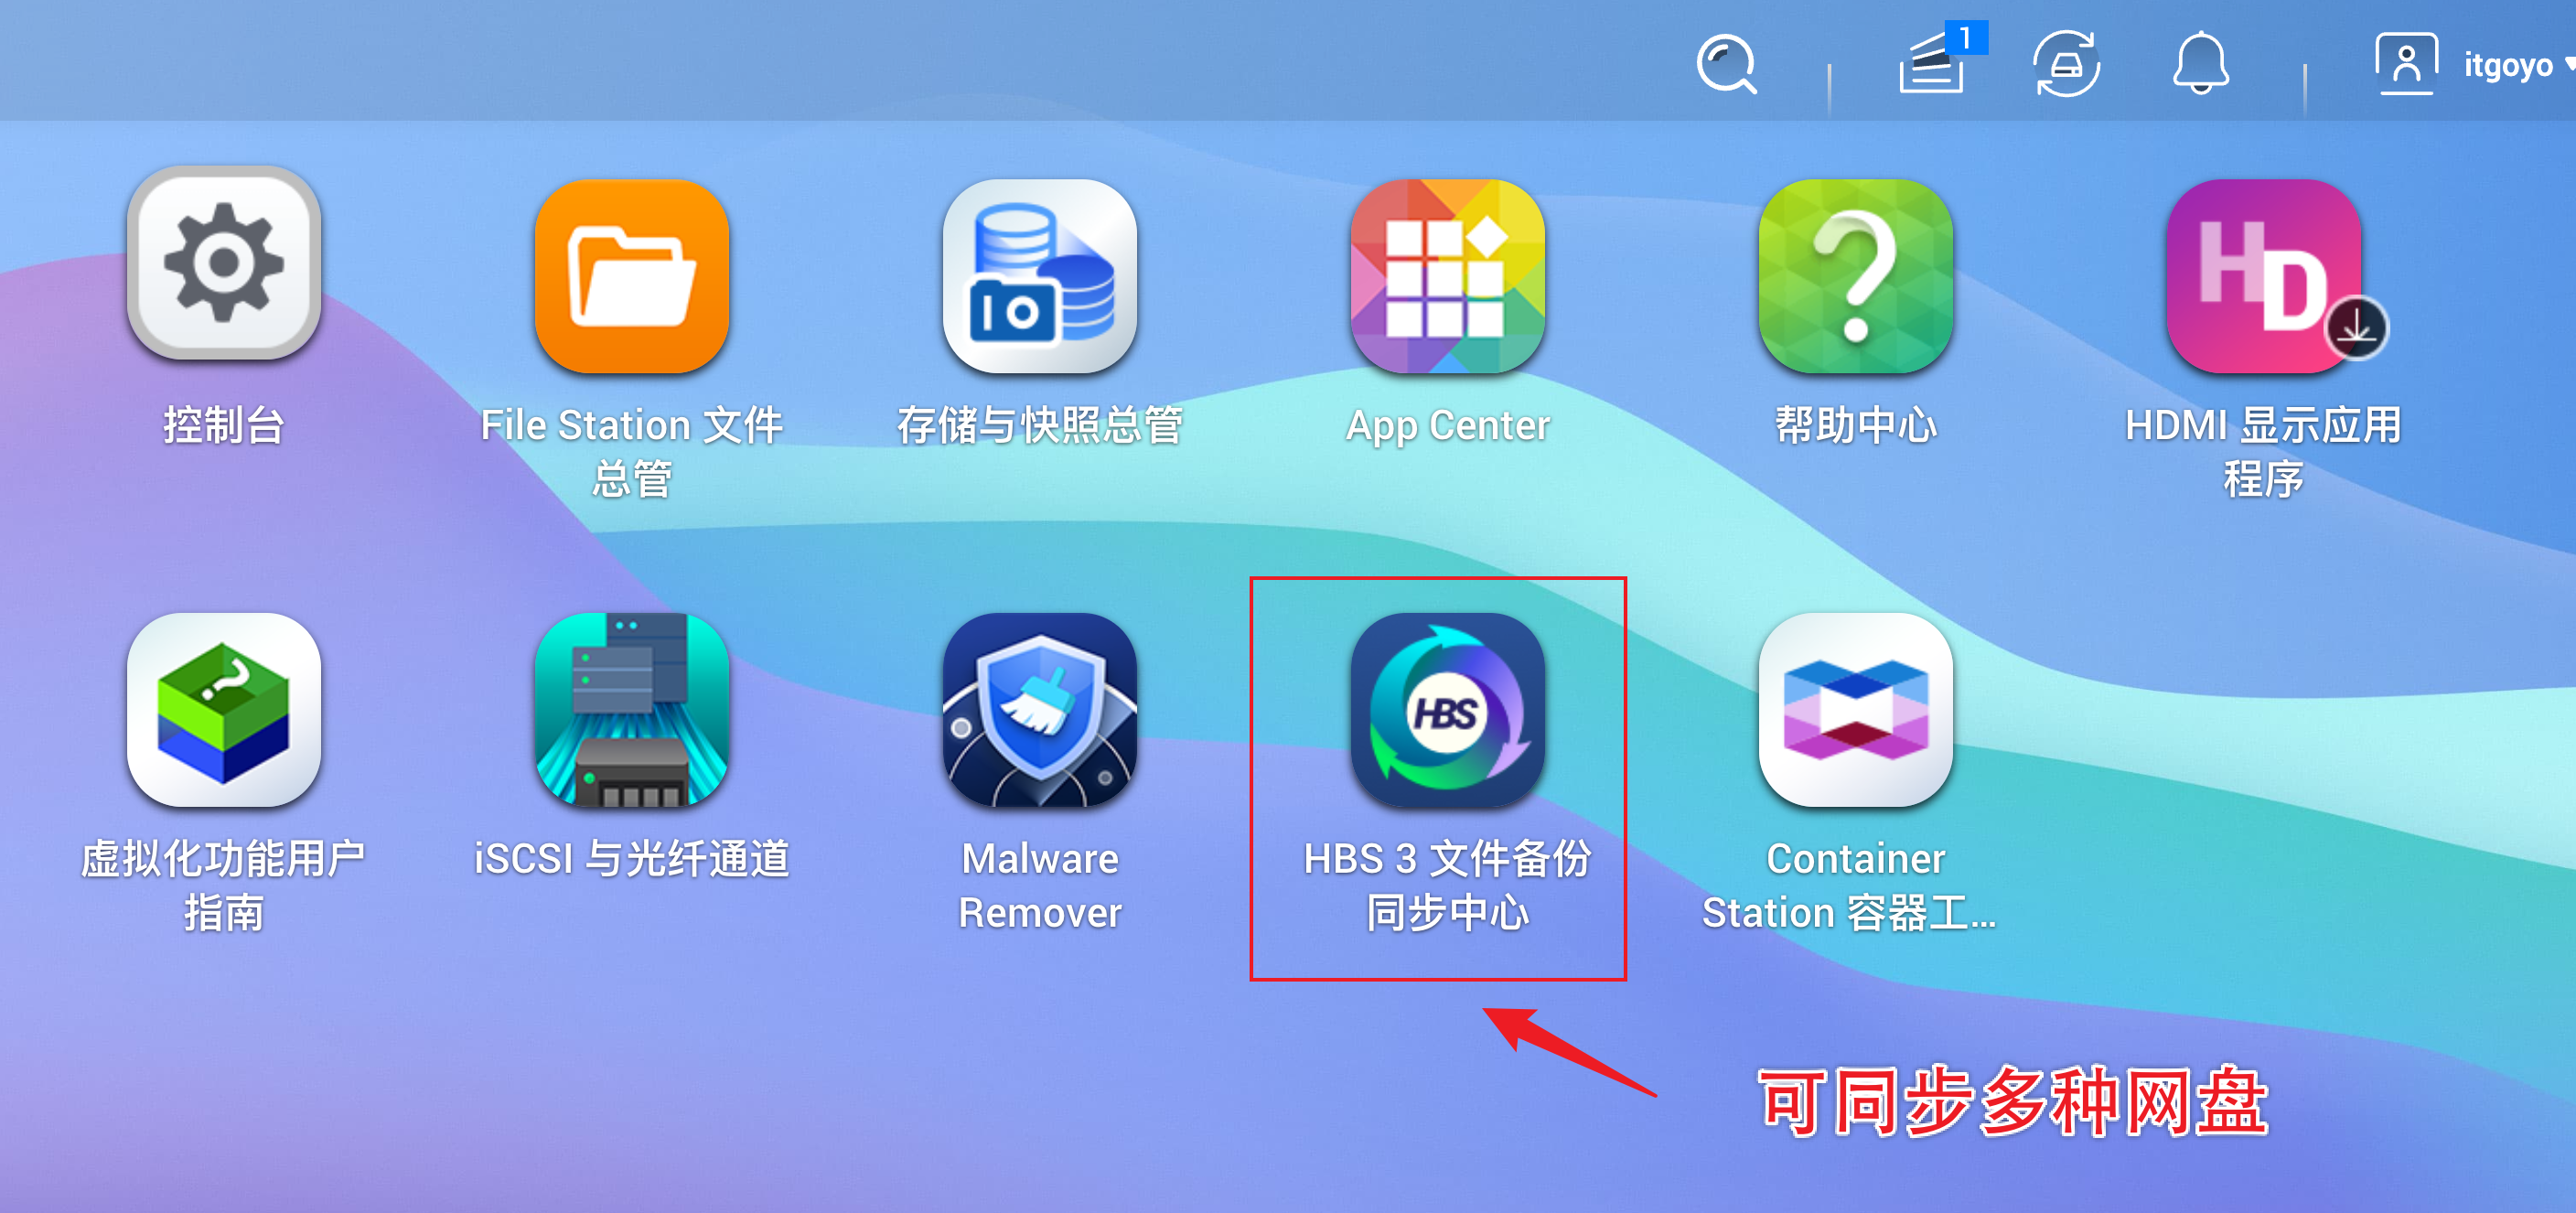 1
itgoyo
HD
控制台
File Station 文件
总管
存储与快照总管
App Center
帮助中心
HDMI 显示应用
程序
HBS
虚拟化功能用户
指南
iSCSI 与光纤通道
Malware
Remover
HBS 3 文件备份
同步中心
Container
Station 容器工...
可同步多种网盘